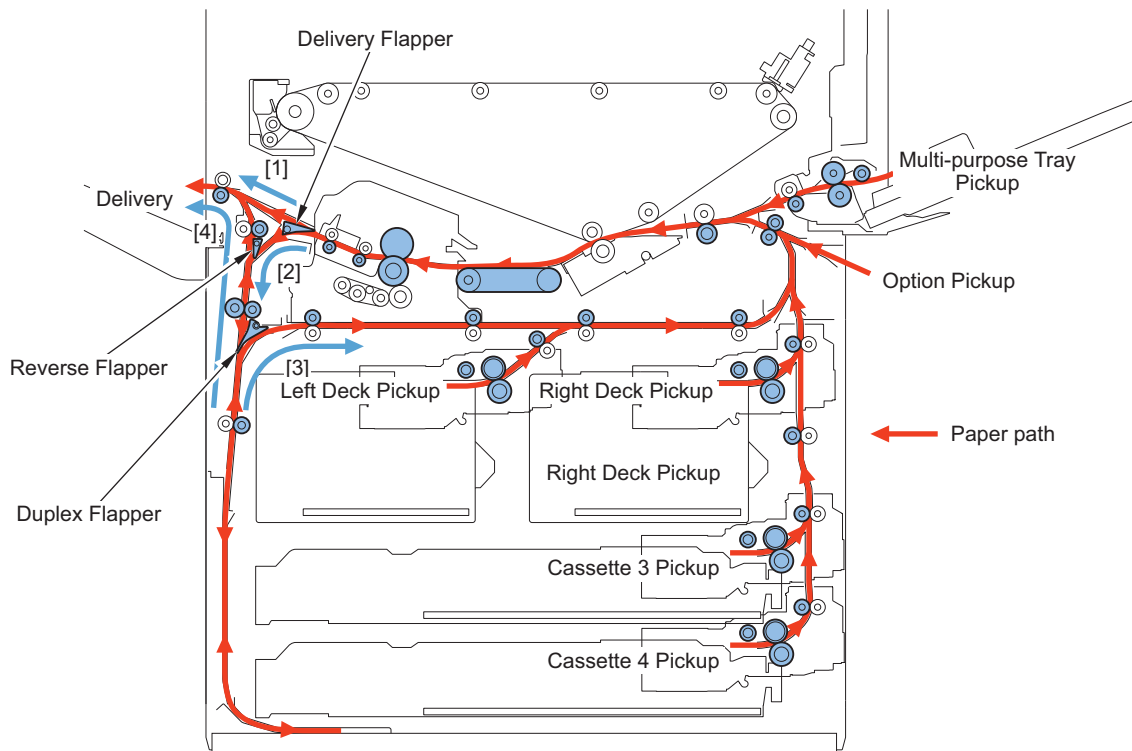 Delivery Flapper
[1]
Multi-purpose Tray
Pickup
Delivery
[4]
[2]
Option Pickup
Reverse Flapper
[3]
Left Deck Pickup
Right Deck Pickup
Paper path
Right Deck Pickup
Duplex Flapper
Cassette 3 Pickup
Cassette 4 Pickup